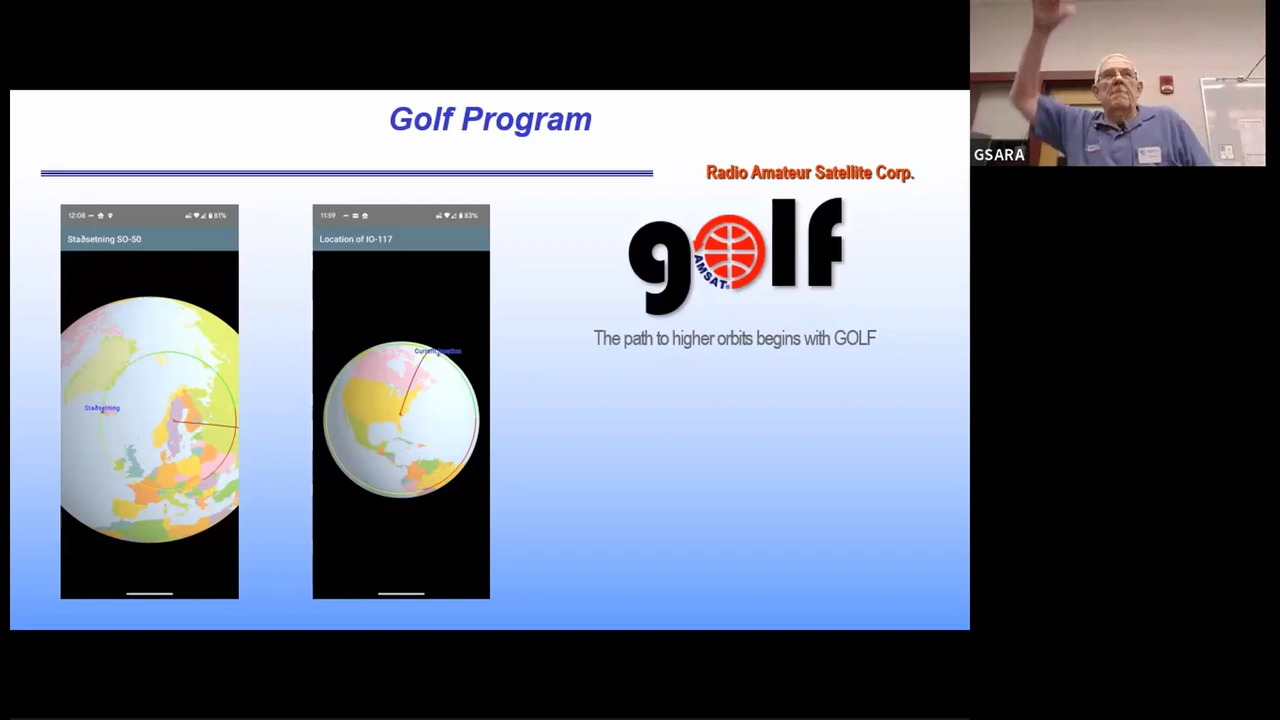 Golf Program
Radio Amateur Satellite Corp.
golf
AMSAT
The path to higher orbits begins with GOLF
12:08
81%
Staðsetning SO-50
Staðsetning
11:59
83%
Location of IO-117
Current location
GSARA